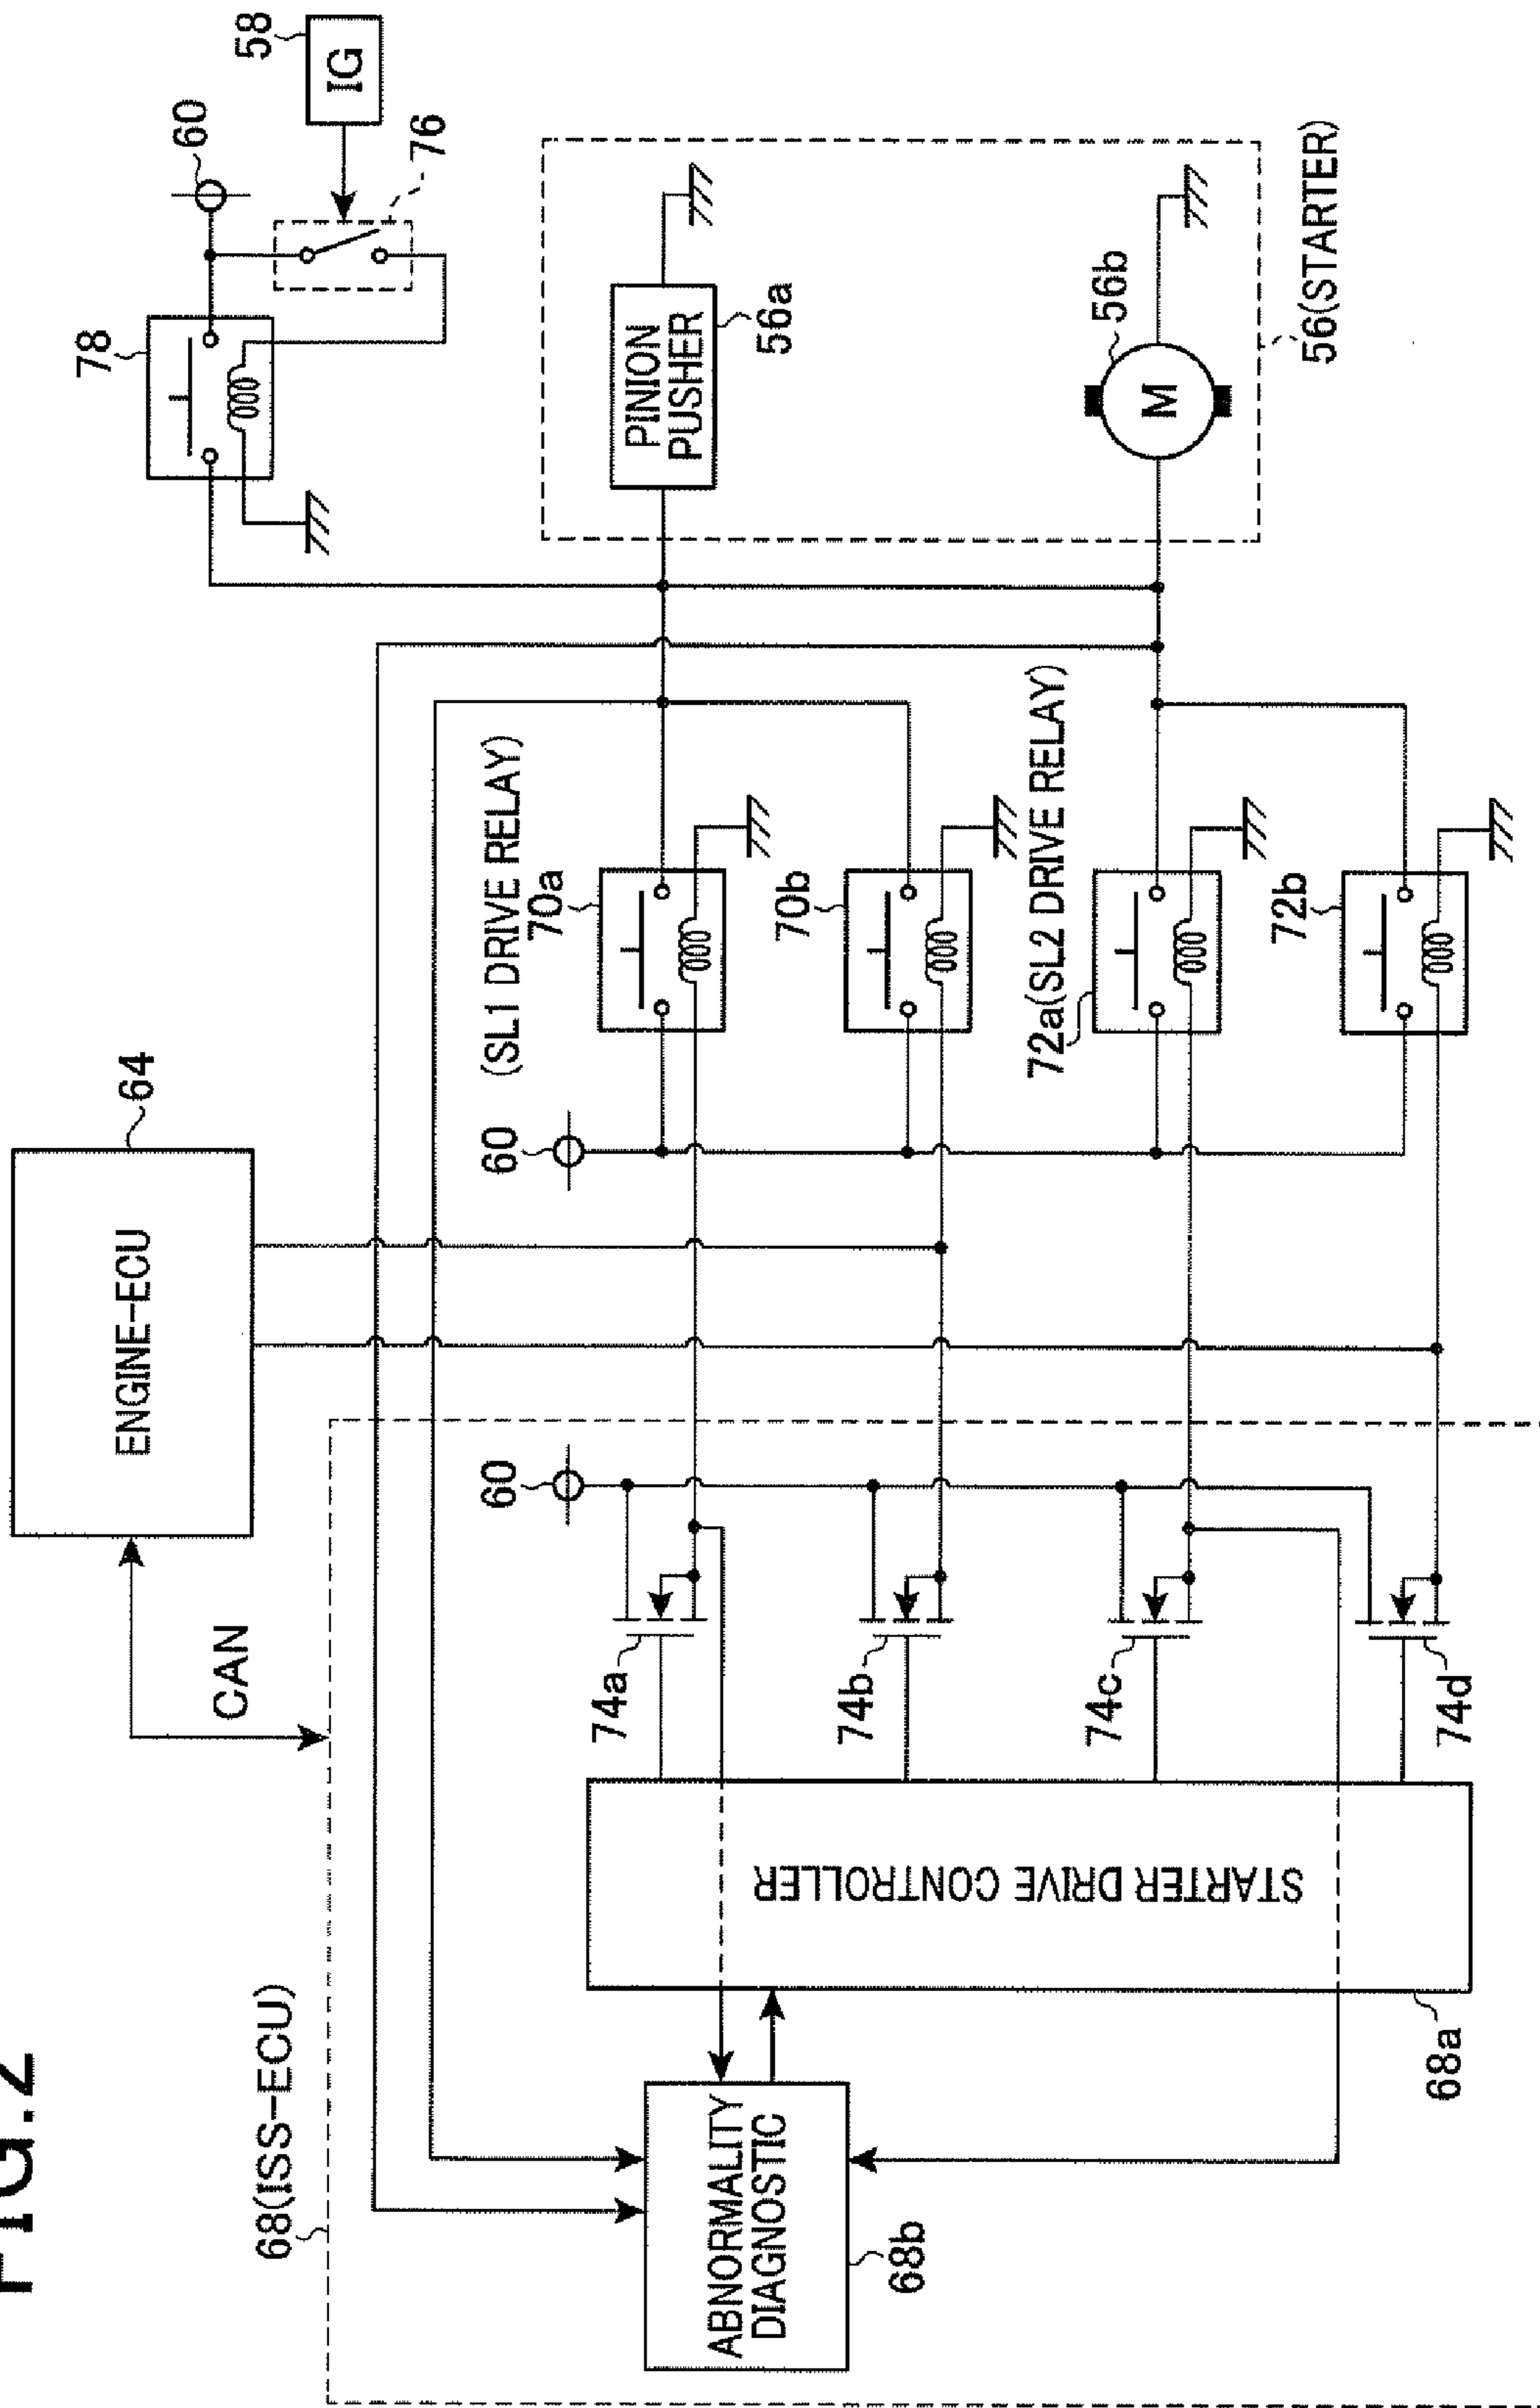 FIG.2
68(ISS-ECU)
CAN
ENGINE-ECU
64
78
60
58
IG
76
ABNORMALITY
DIAGNOSTIC
68b
STARTER DRIVE CONTROLLER
68a
60
74a
74b
74c
74d
60
(SL1 DRIVE RELAY)
70a
70b
72a(SL2 DRIVE RELAY)
72b
PINION
PUSHER
56a
M
56b
56(STARTER)